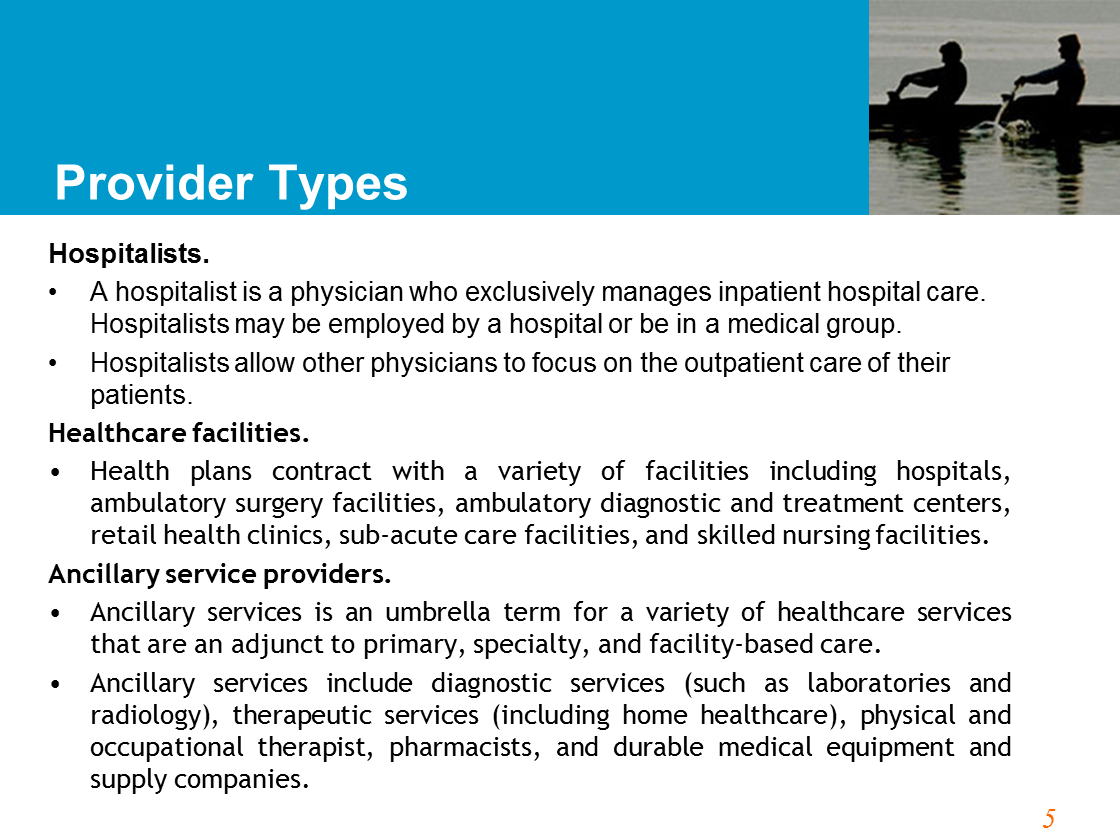 Provider Types
Hospitalists.
• A hospitalist is a physician who exclusively manages inpatient hospital care.
Hospitalists may be employed by a hospital or be in a medical group.
• Hospitalists allow other physicians to focus on the outpatient care of their
patients.
Healthcare facilities.
• Health plans contract with a variety of facilities including hospitals,
ambulatory surgery facilities, ambulatory diagnostic and treatment centers,
retail health clinics, sub-acute care facilities, and skilled nursing facilities.
Ancillary service providers.
• Ancillary services is an umbrella term for a variety of healthcare services
that are an adjunct to primary, specialty, and facility-based care.
• Ancillary services include diagnostic services (such as laboratories and
radiology), therapeutic services (including home healthcare), physical and
occupational therapist, pharmacists, and durable medical equipment and
supply companies.
5